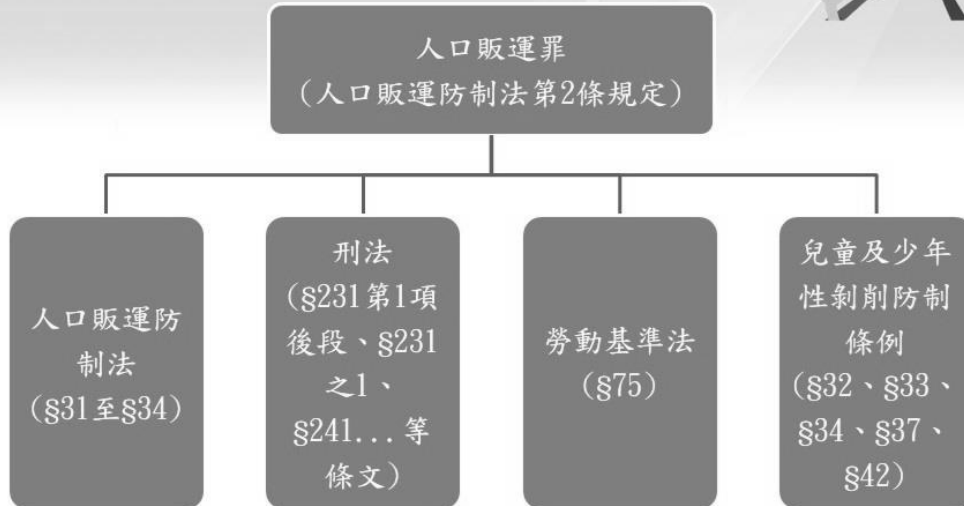 人口販運罪
(人口販運防制法第2條規定)
人口販運防
制法
(§31至§34)
刑法
(§231第1項
後段、§231
之1、
§241...等
條文)
勞動基準法
(§75)
兒童及少年
性剝削防制
條例
(§32、§33、
§34、§37、
§42)